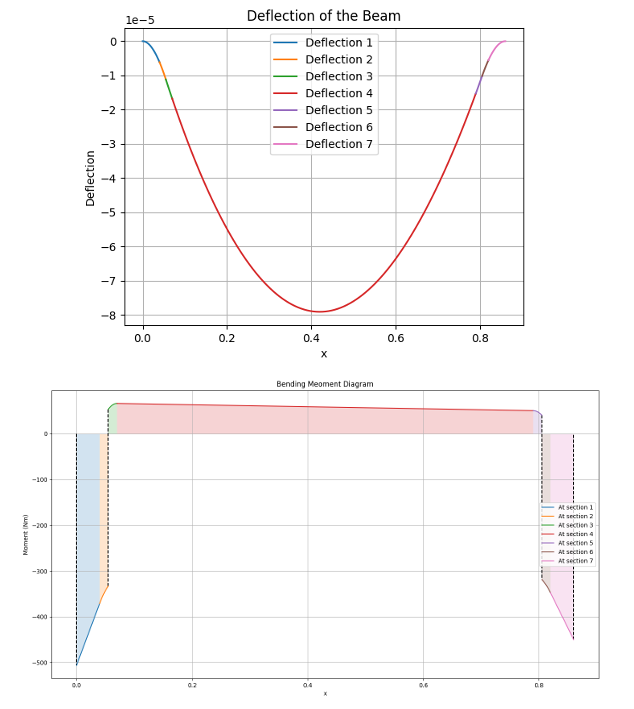 Deflection of the Beam
1e−5
0
−1
−2
−3
−4
−5
−6
−7
−8
Deflection
Deflection 1
Deflection 2
Deflection 3
Deflection 4
Deflection 5
Deflection 6
Deflection 7
0.0 0.2 0.4 0.6 0.8
x
Bending Meoment Diagram
0
−100
−200
−300
−400
−500
Moment (Nm)
At section 1
At section 2
At section 3
At section 4
At section 5
At section 6
At section 7
0.0 0.2 0.4 0.6 0.8
x